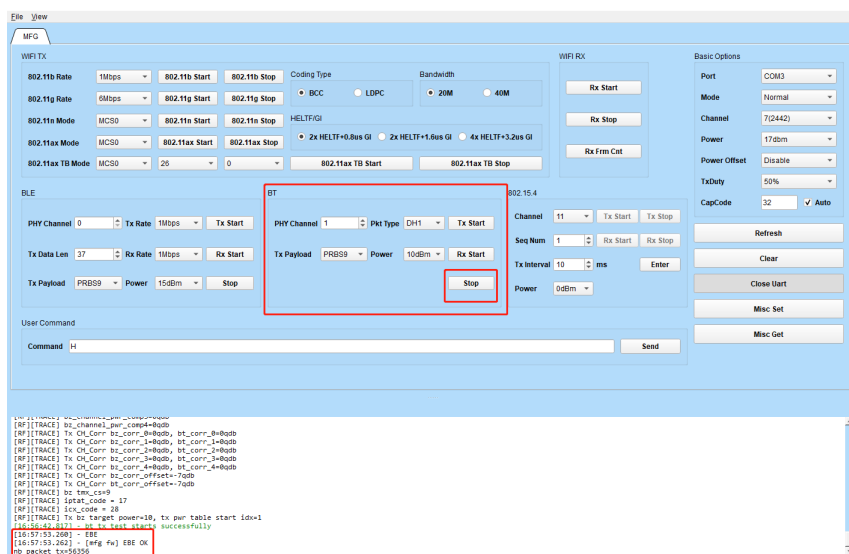 File View
MFG
WIFI TX
802.11b Rate 1Mbps 802.11b Start 802.11b Stop
802.11g Rate 6Mbps 802.11g Start 802.11g Stop
802.11n Mode MCS0 802.11n Start 802.11n Stop
802.11ax Mode MCS0 802.11ax Start 802.11ax Stop
802.11ax TB Mode MCS0 26 0 802.11ax TB Start 802.11ax TB Stop
Coding Type
BCC LDPC
Bandwidth
20M 40M
HELTF/GI
2x HELTF+0.8us GI 2x HELTF+1.6us GI 4x HELTF+3.2us GI
WIFI RX
Rx Start
Rx Stop
Rx Frm Cnt
Basic Options
Port COM3
Mode Normal
Channel 7(2442)
Power 17dbm
Power Offset Disable
TxDuty 50%
CapCode 32 Auto
Refresh
Clear
Close Uart
Misc Set
Misc Get
BLE
PHY Channel 0 Tx Rate 1Mbps Tx Start
Tx Data Len 37 Rx Rate 1Mbps Rx Start
Tx Payload PRBS9 Power 15dBm Stop
BT
PHY Channel 1 Pkt Type DH1 Tx Start
Tx Payload PRBS9 Power 10dBm Rx Start
Stop
802.15.4
Channel 11 Tx Start Tx Stop
Seq Num 1 Rx Start Rx Stop
Tx Interval 10 ms Enter
Power 0dBm
User Command
Command H Send
[RF][TRACE] bz_channel_pwr_comp3=0qdb
[RF][TRACE] bz_channel_pwr_comp4=0qdb
[RF][TRACE] Tx CH_Corr bz_corr_0=0qdb, bt_corr_0=0qdb
[RF][TRACE] Tx CH_Corr bz_corr_1=0qdb, bt_corr_1=0qdb
[RF][TRACE] Tx CH_Corr bz_corr_2=0qdb, bt_corr_2=0qdb
[RF][TRACE] Tx CH_Corr bz_corr_3=0qdb, bt_corr_3=0qdb
[RF][TRACE] Tx CH_Corr bz_corr_4=0qdb, bt_corr_4=0qdb
[RF][TRACE] Tx CH_Corr bz_corr_offset=-7qdb
[RF][TRACE] Tx CH_Corr bt_corr_offset=-7qdb
[RF][TRACE] bz tmx_cs=9
[RF][TRACE] iptat_code = 17
[RF][TRACE] icx_code = 28
[RF][TRACE] Tx bz target power=10, tx pwr table start idx=1
[16:56:42.817] - bt tx test starts successfully
[16:57:53.260] - EBE
[16:57:53.262] - [mfg fw] EBE OK
nb packet tx=56356